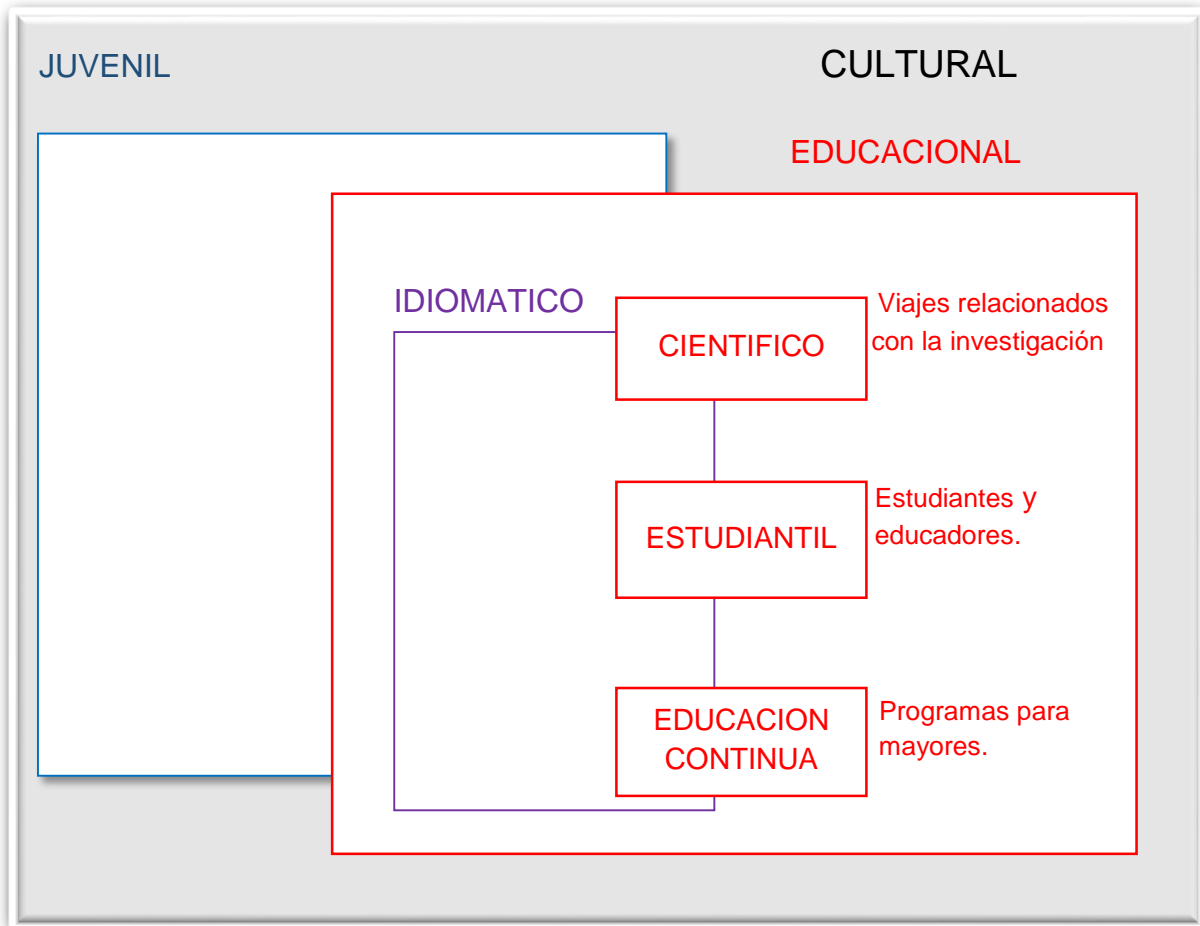 JUVENIL
CULTURAL
EDUCACIONAL
IDIOMATICO
CIENTIFICO
Viajes relacionados
con la investigación
ESTUDIANTIL
Estudiantes y
educadores.
EDUCACION
CONTINUA
Programas para
mayores.